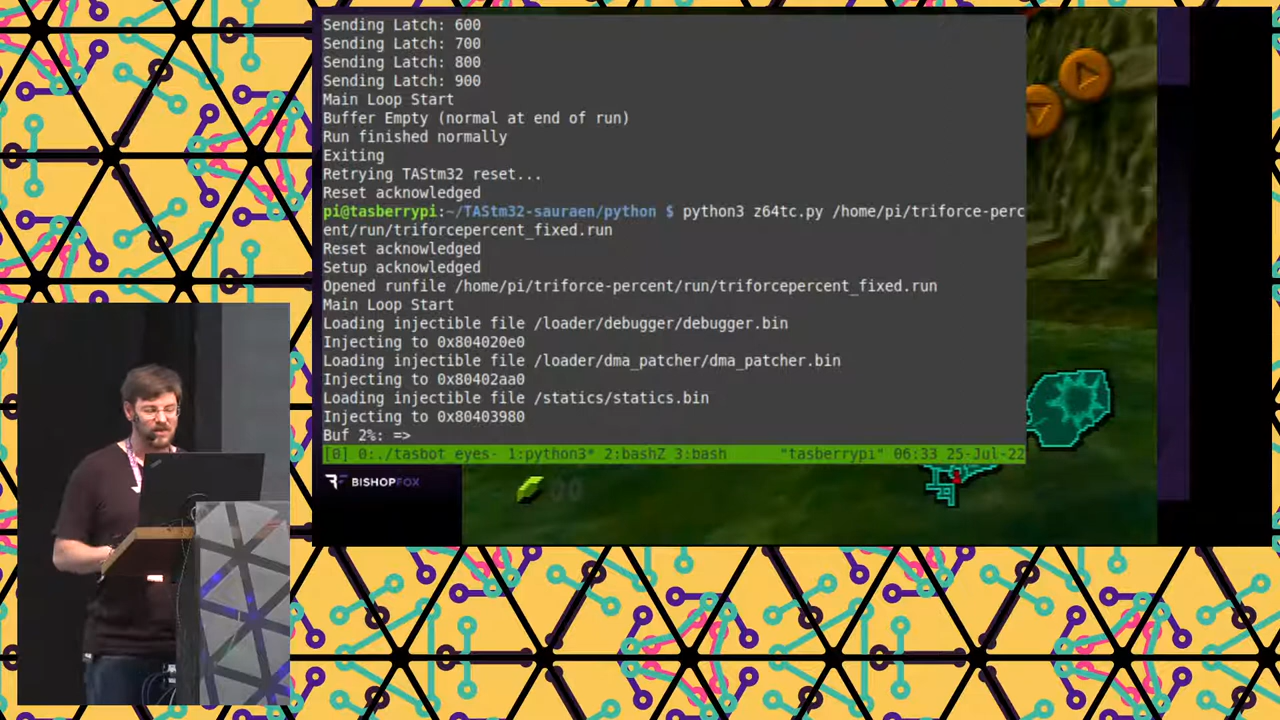 Sending Latch: 600
Sending Latch: 700
Sending Latch: 800
Sending Latch: 900
Main Loop Start
Buffer Empty (normal at end of run)
Run finished normally
Exiting
Retrying TAStm32 reset...
Reset acknowledged
pi@tasberrypi:~/TAStm32-sauraen/python $ python3 z64tc.py /home/pi/triforce-perc
ent/run/triforcepercent_fixed.run
Reset acknowledged
Setup acknowledged
Opened runfile /home/pi/triforce-percent/run/triforcepercent_fixed.run
Main Loop Start
Loading injectible file /loader/debugger/debugger.bin
Injecting to 0x804020e0
Loading injectible file /loader/dma_patcher/dma_patcher.bin
Injecting to 0x80402aa0
Loading injectible file /statics/statics.bin
Injecting to 0x80403980
Buf 2%: =>
[0] 0:./tasbot_eyes- 1:python3* 2:bashZ 3:bash "tasberrypi" 06:33 25-Jul-22
BISHOPFOX
00